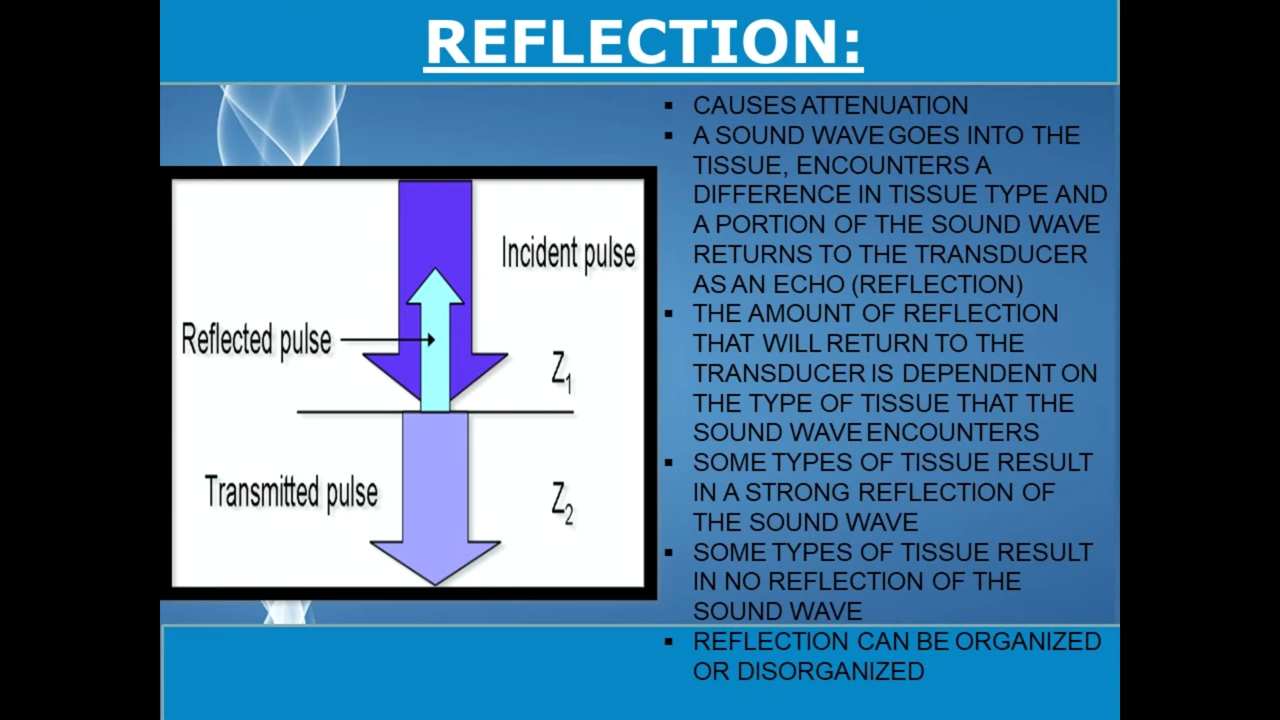 REFLECTION:
Incident pulse
Reflected pulse
Z1
Transmitted pulse
Z2
▪ CAUSES ATTENUATION
▪ A SOUND WAVE GOES INTO THE
TISSUE, ENCOUNTERS A
DIFFERENCE IN TISSUE TYPE AND
A PORTION OF THE SOUND WAVE
RETURNS TO THE TRANSDUCER
AS AN ECHO (REFLECTION)
▪ THE AMOUNT OF REFLECTION
THAT WILL RETURN TO THE
TRANSDUCER IS DEPENDENT ON
THE TYPE OF TISSUE THAT THE
SOUND WAVE ENCOUNTERS
▪ SOME TYPES OF TISSUE RESULT
IN A STRONG REFLECTION OF
THE SOUND WAVE
▪ SOME TYPES OF TISSUE RESULT
IN NO REFLECTION OF THE
SOUND WAVE
▪ REFLECTION CAN BE ORGANIZED
OR DISORGANIZED